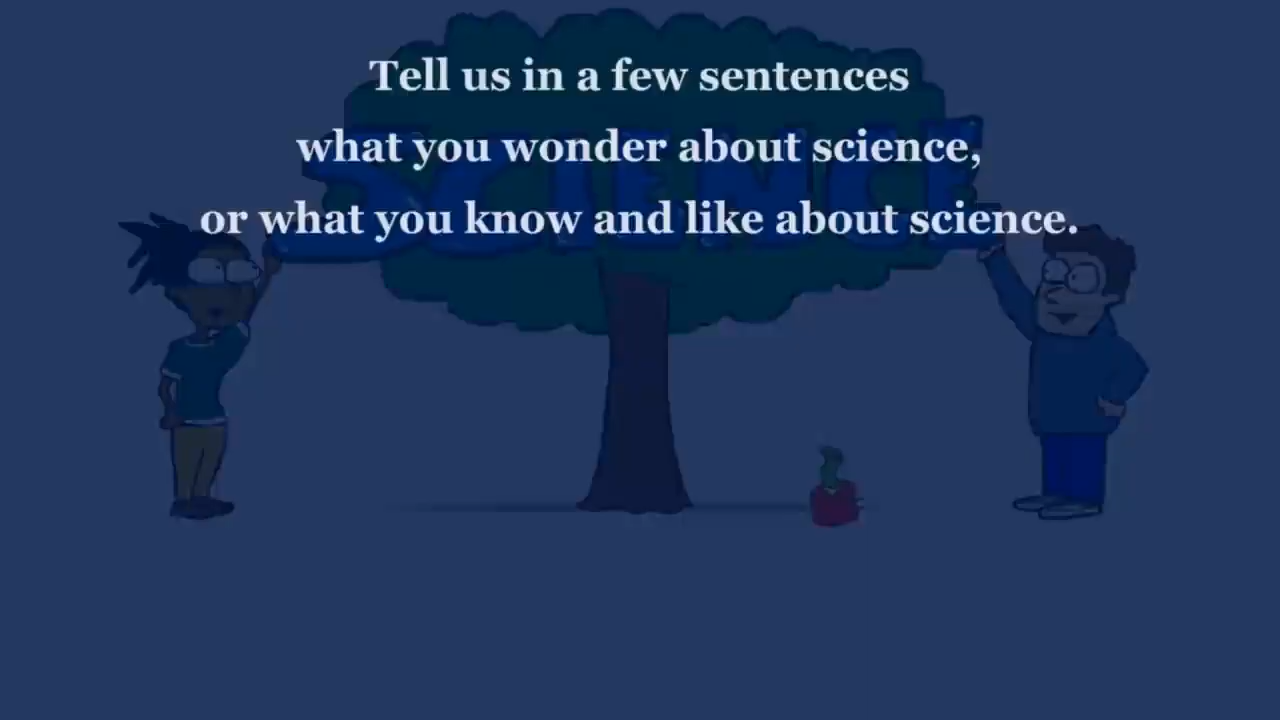 Tell us in a few sentences
what you wonder about science,
or what you know and like about science.
SCIENCE